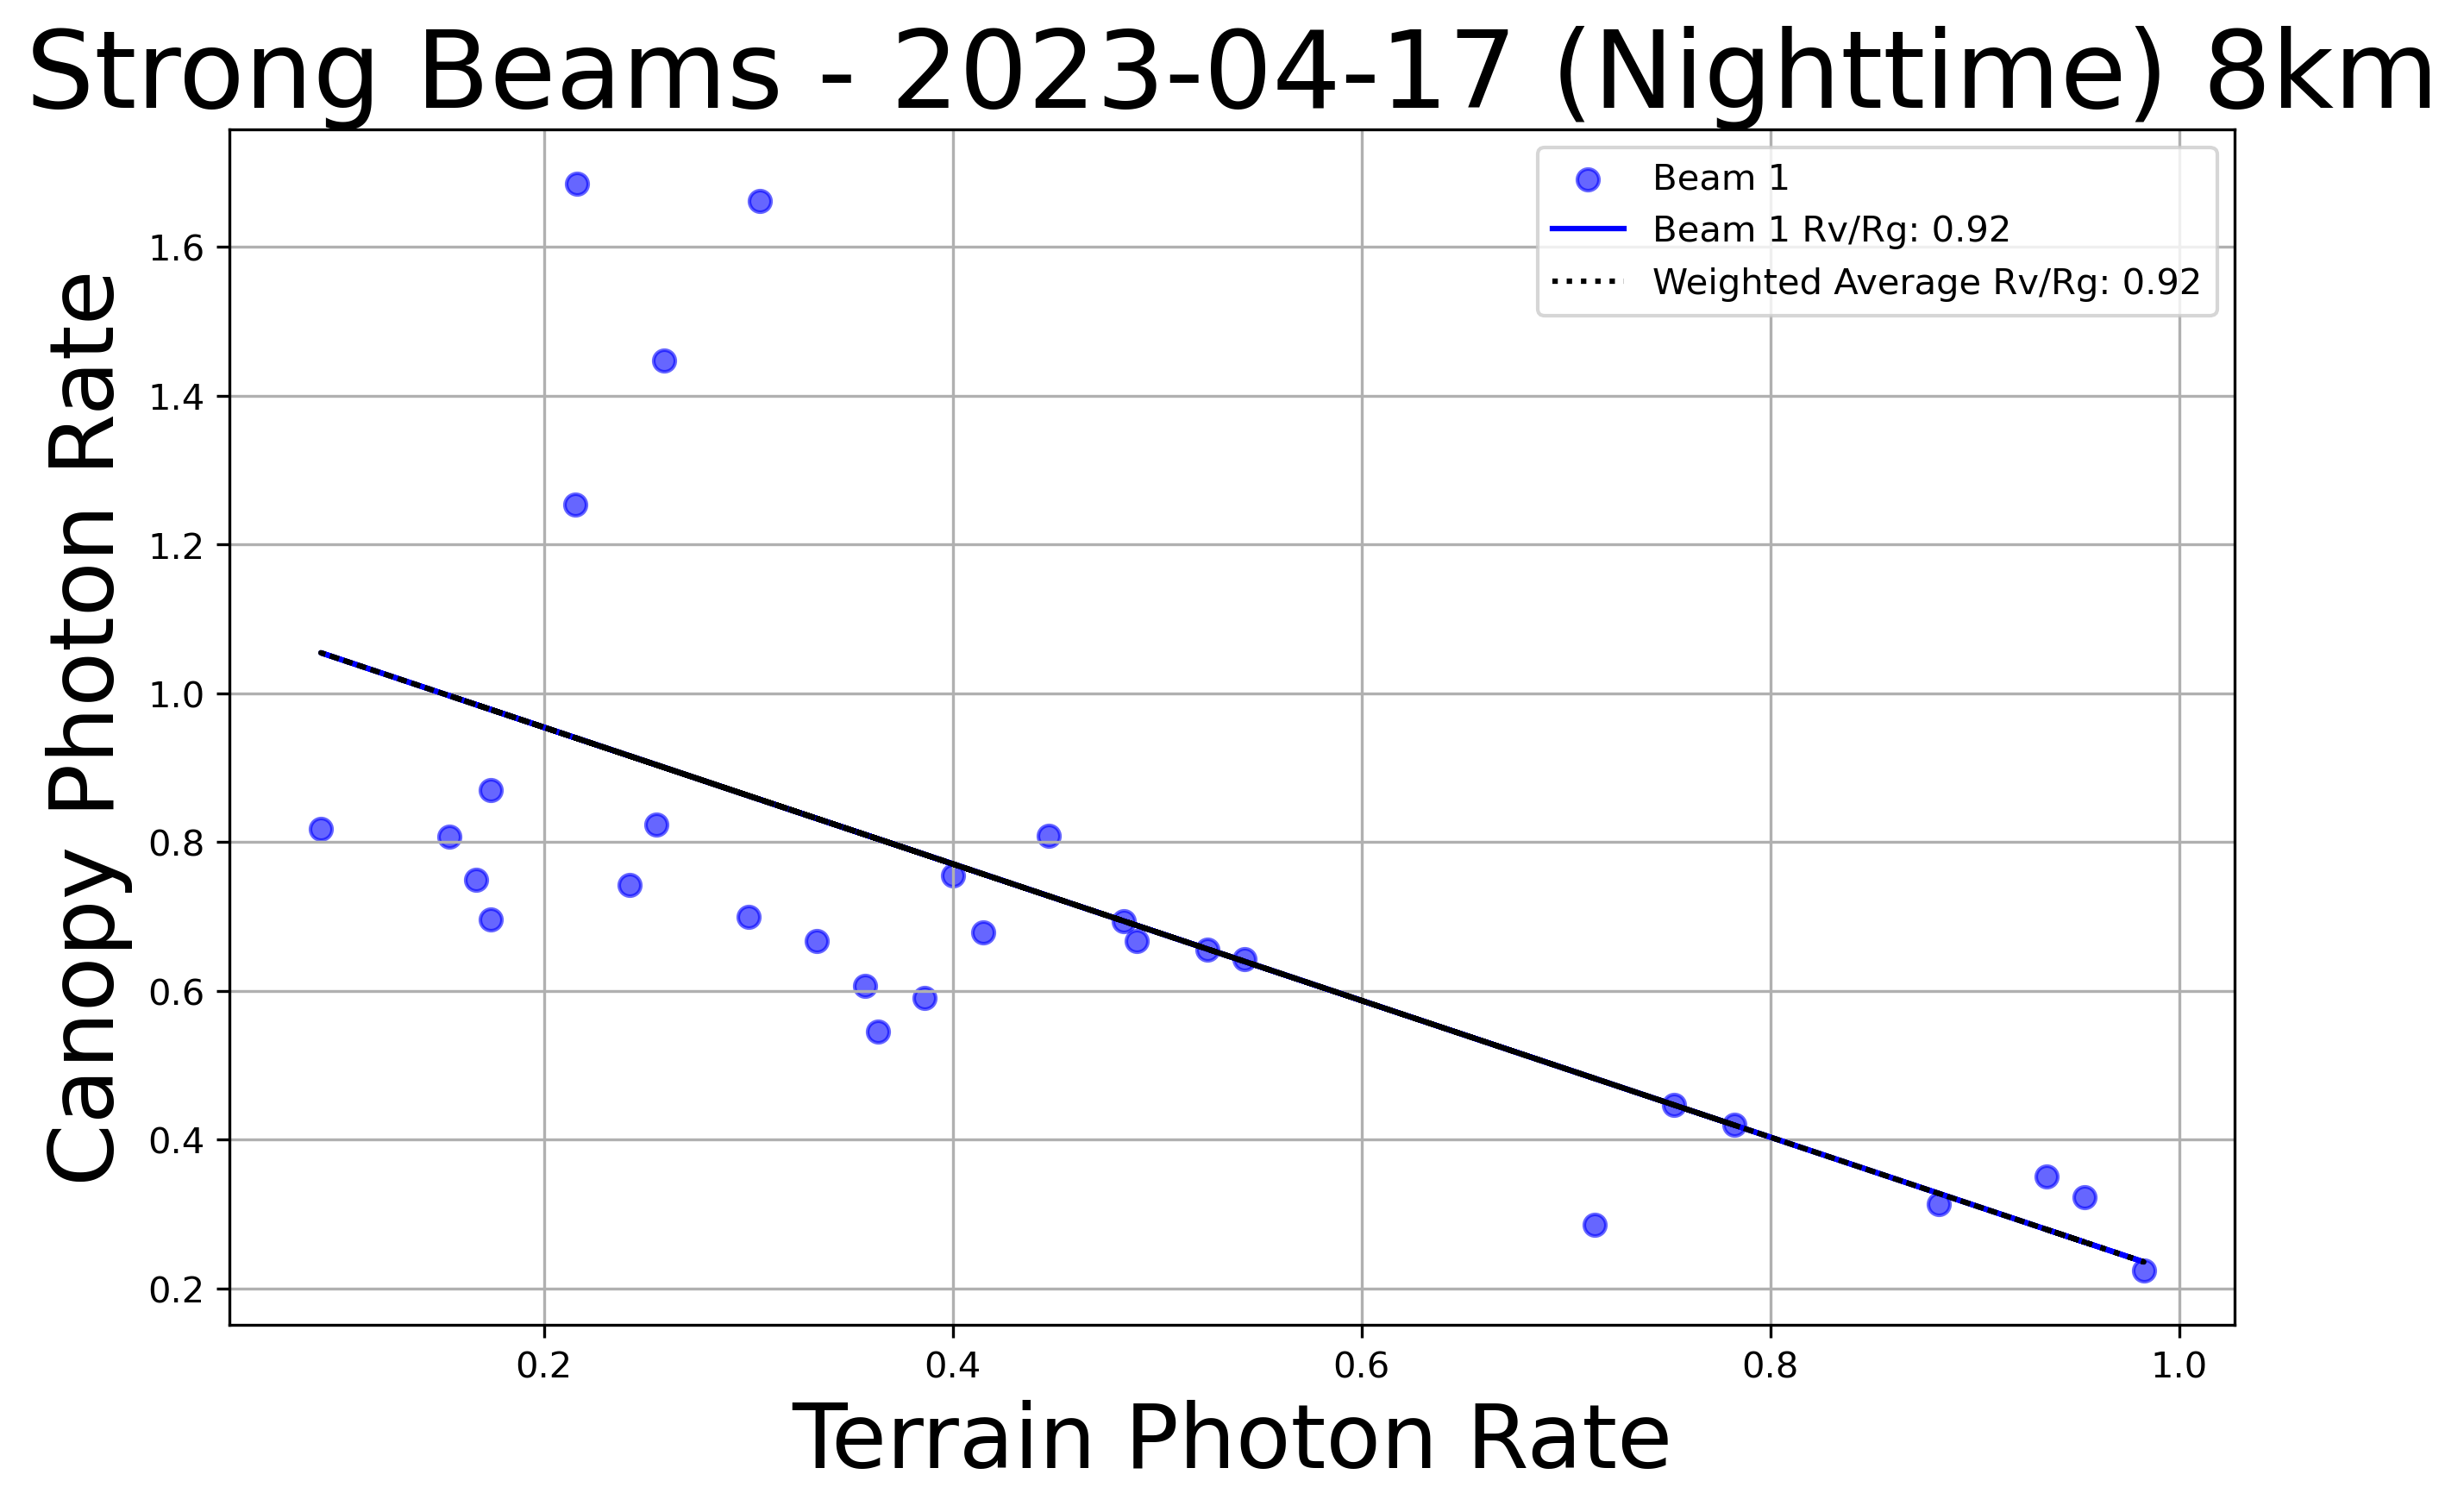 Strong Beams - 2023-04-17 (Nighttime) 8km
Beam 1
Beam 1 Rv/Rg: 0.92
Weighted Average Rv/Rg: 0.92
Canopy Photon Rate
1.6
1.4
1.2
1.0
0.8
0.6
0.4
0.2
0.2 0.4 0.6 0.8 1.0
Terrain Photon Rate